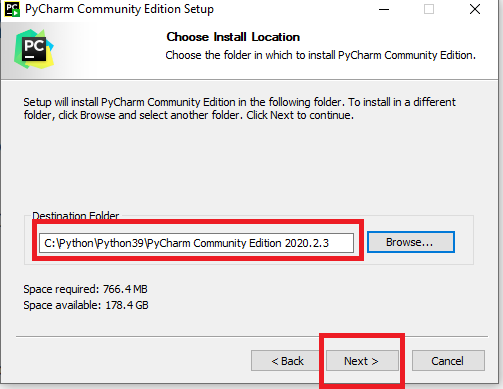 PyCharm Community Edition Setup
PC
Choose Install Location
Choose the folder in which to install PyCharm Community Edition.
Setup will install PyCharm Community Edition in the following folder. To install in a different
folder, click Browse and select another folder. Click Next to continue.
Destination Folder
C:\Python\Python39\PyCharm Community Edition 2020.2.3
Browse...
Space required: 766.4 MB
Space available: 178.4 GB
< Back
Next >
Cancel